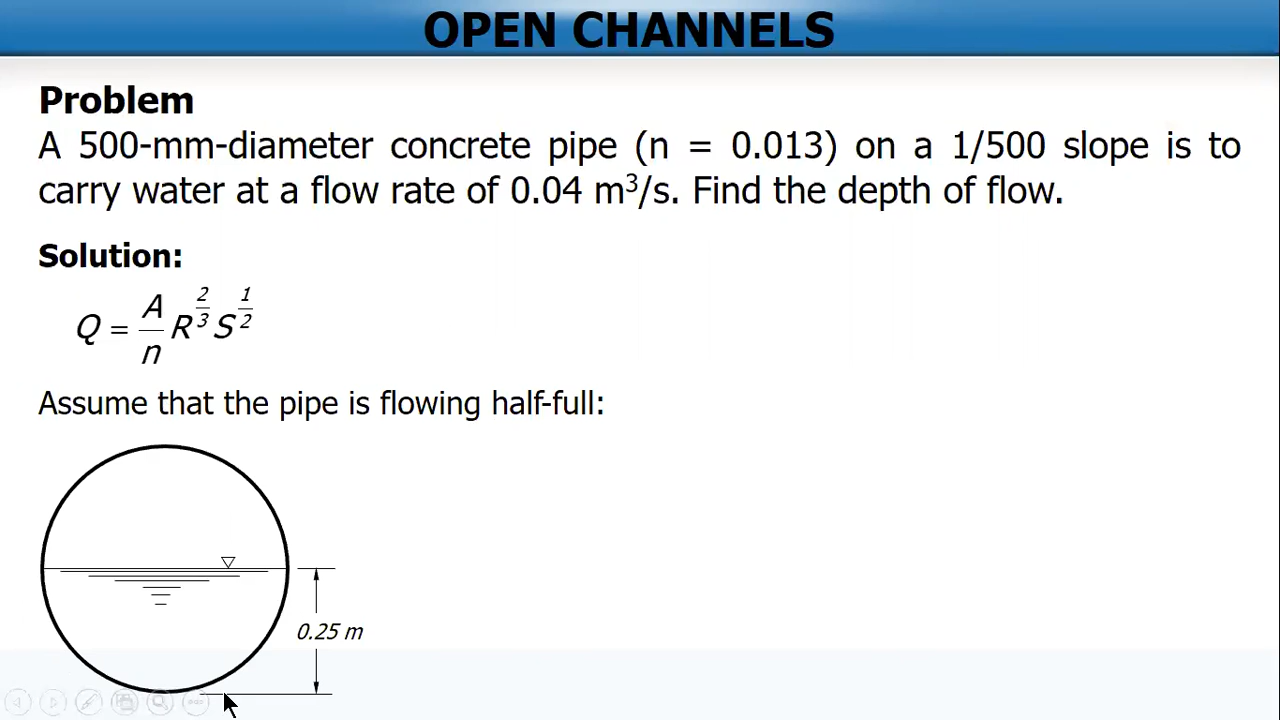 OPEN CHANNELS
Problem
A 500-mm-diameter concrete pipe (n = 0.013) on a 1/500 slope is to
carry water at a flow rate of 0.04 m³/s. Find the depth of flow.
Solution:
Q = A/n R^(2/3) S^(1/2)
Assume that the pipe is flowing half-full:
0.25 m